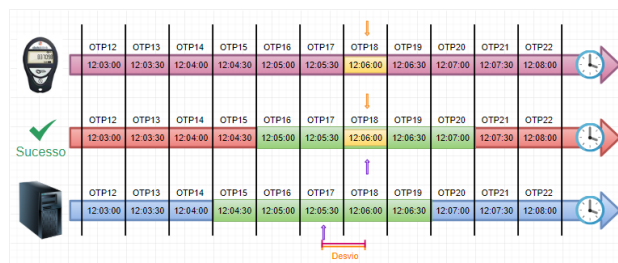 OTP12 OTP13 OTP14 OTP15 OTP16 OTP17 OTP18 OTP19 OTP20 OTP21 OTP22
12:03:00 12:03:30 12:04:00 12:04:30 12:05:00 12:05:30 12:06:00 12:06:30 12:07:00 12:07:30 12:08:00
OTP12 OTP13 OTP14 OTP15 OTP16 OTP17 OTP18 OTP19 OTP20 OTP21 OTP22
12:03:00 12:03:30 12:04:00 12:04:30 12:05:00 12:05:30 12:06:00 12:06:30 12:07:00 12:07:30 12:08:00
Sucesso
OTP12 OTP13 OTP14 OTP15 OTP16 OTP17 OTP18 OTP19 OTP20 OTP21 OTP22
12:03:00 12:03:30 12:04:00 12:04:30 12:05:00 12:05:30 12:06:00 12:06:30 12:07:00 12:07:30 12:08:00
Desvio